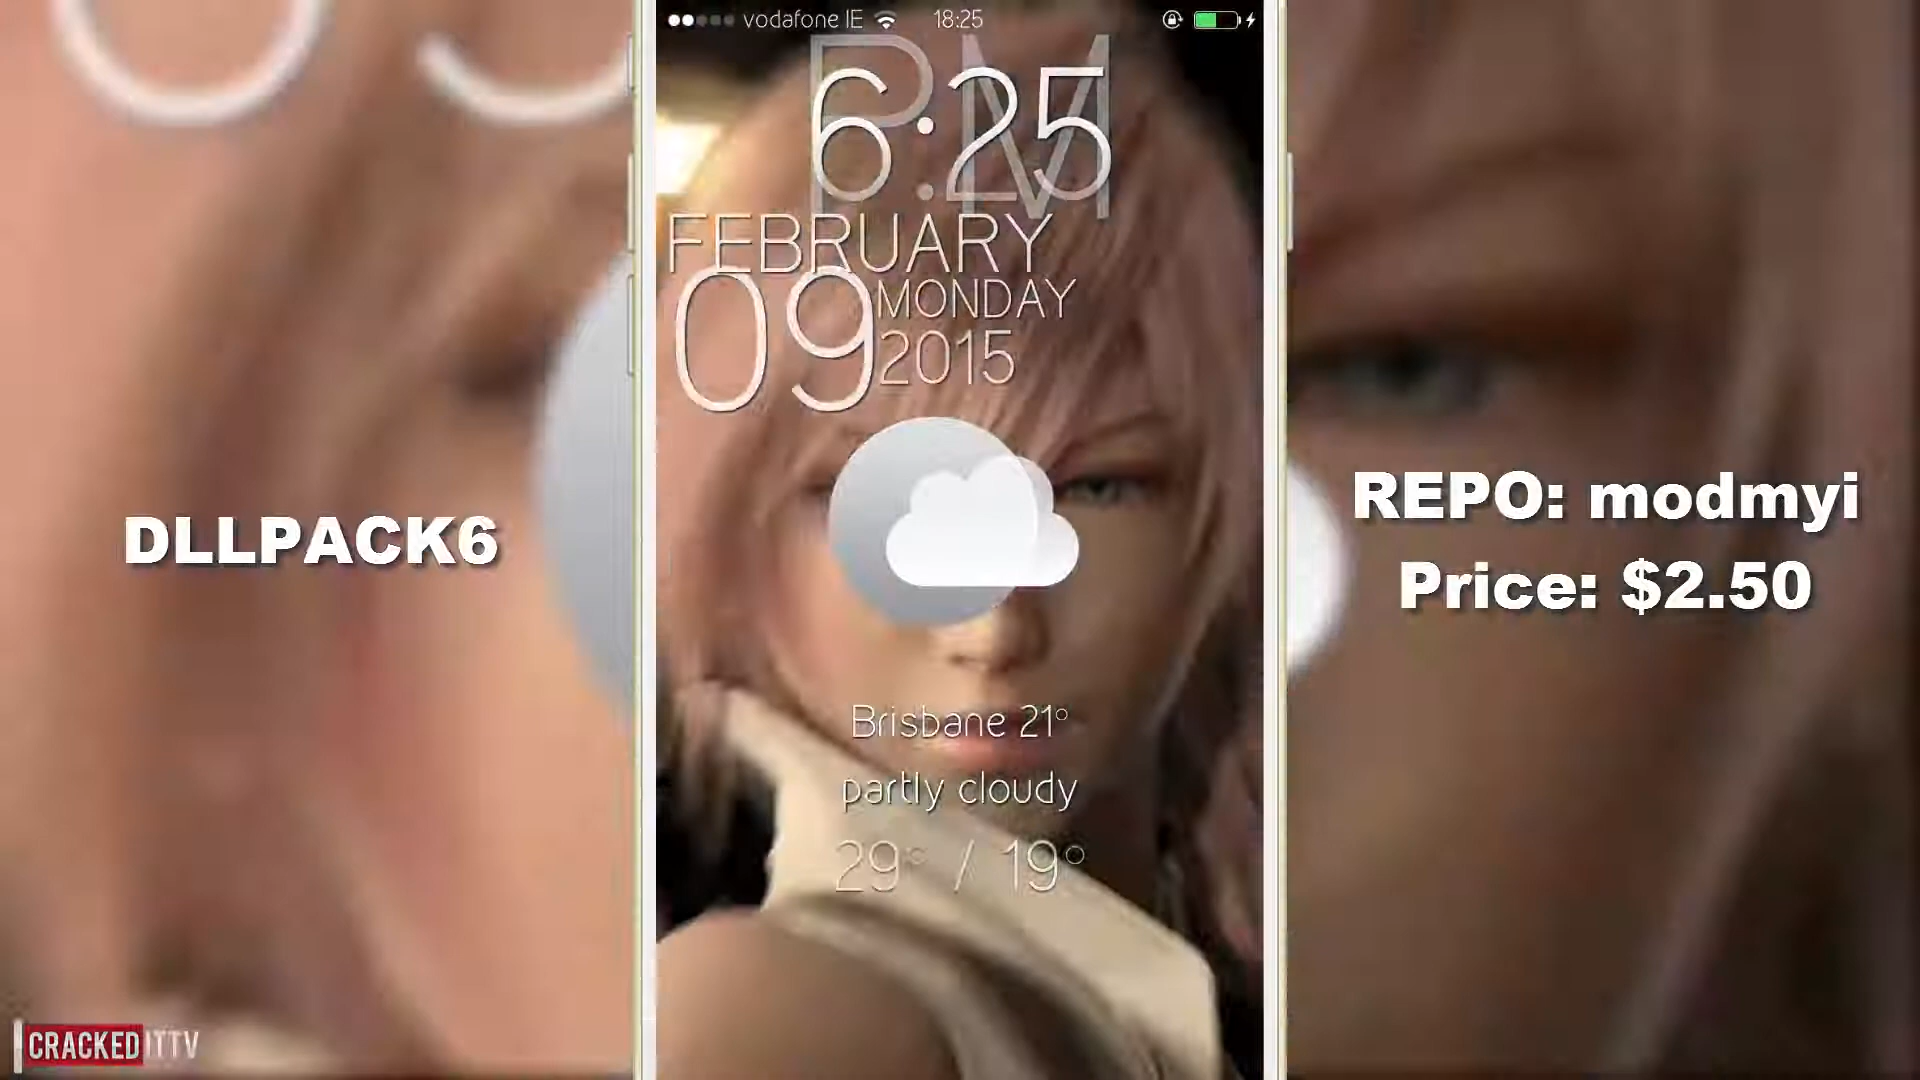 vodafone IE 18:25
PM
6:25
FEBRUARY
09
MONDAY
2015
DLLPACK6
REPO: modmyi
Price: $2.50
Brisbane 21°
partly cloudy
29° / 19°
CRACKEDITTV